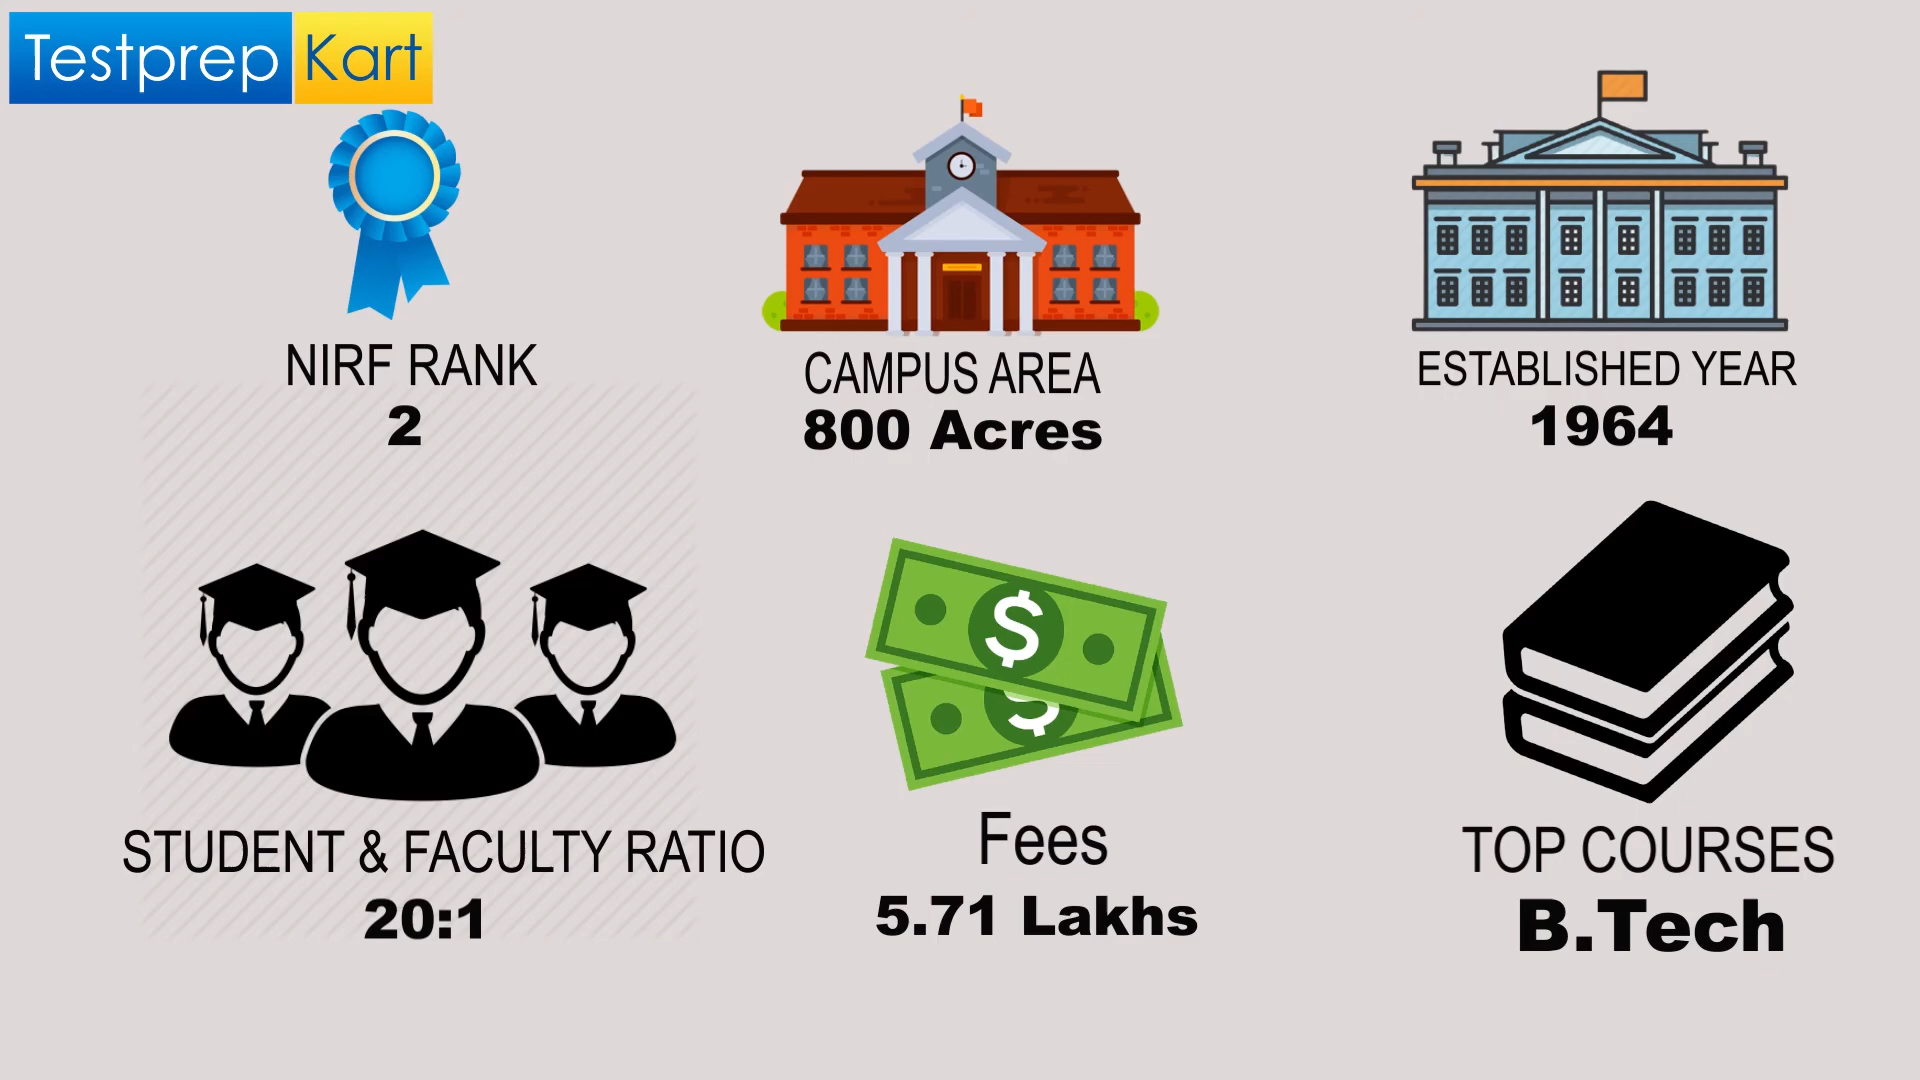 Testprep Kart
NIRF RANK
2
CAMPUS AREA
800 Acres
ESTABLISHED YEAR
1964
STUDENT & FACULTY RATIO
20:1
Fees
5.71 Lakhs
TOP COURSES
B.Tech